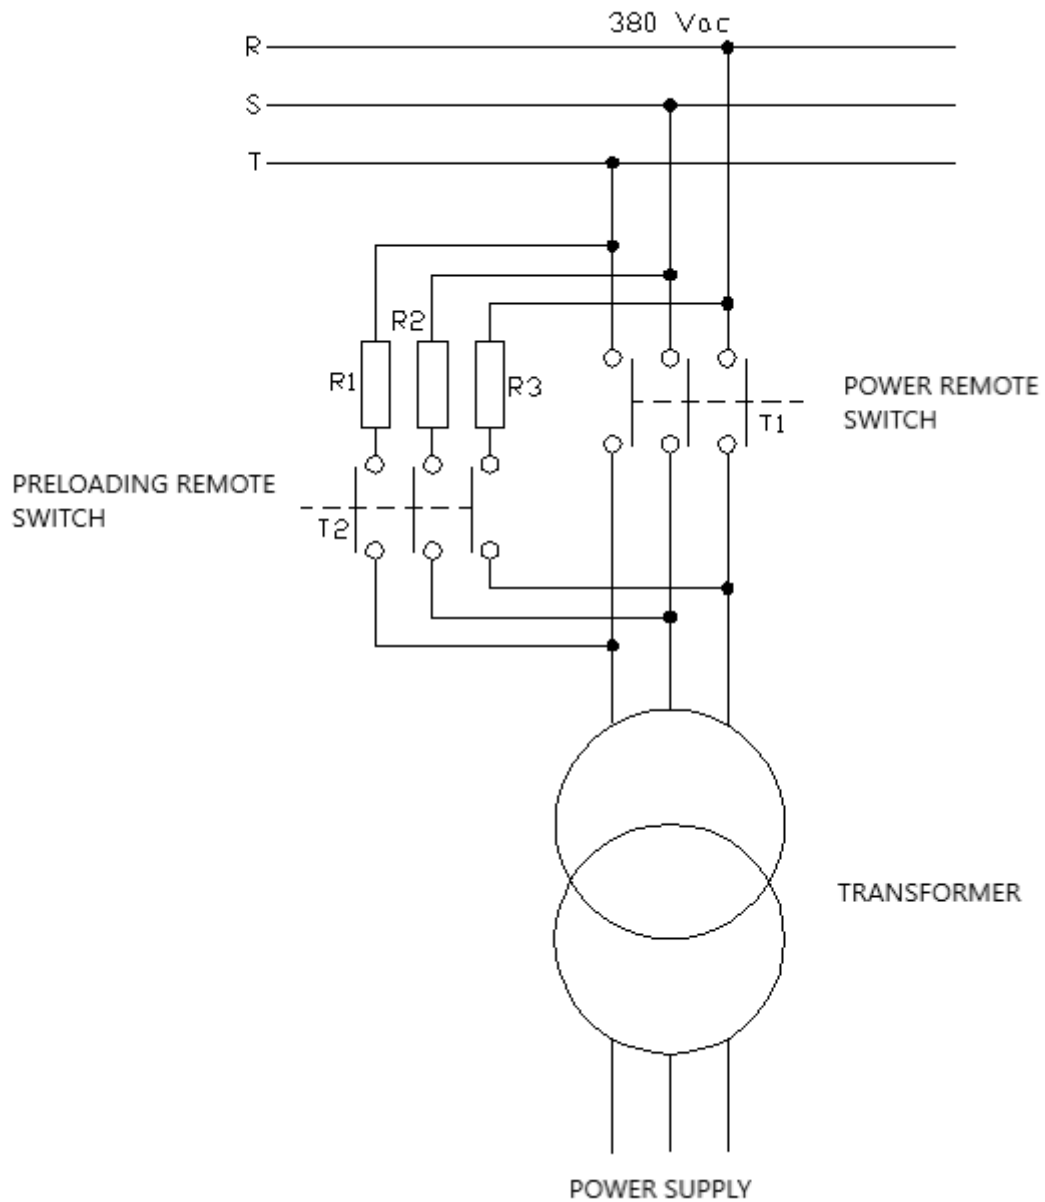 380 Vac
R
S
T
R2
R1
R3
POWER REMOTE
SWITCH
T1
PRELOADING REMOTE
SWITCH
T2
TRANSFORMER
POWER SUPPLY